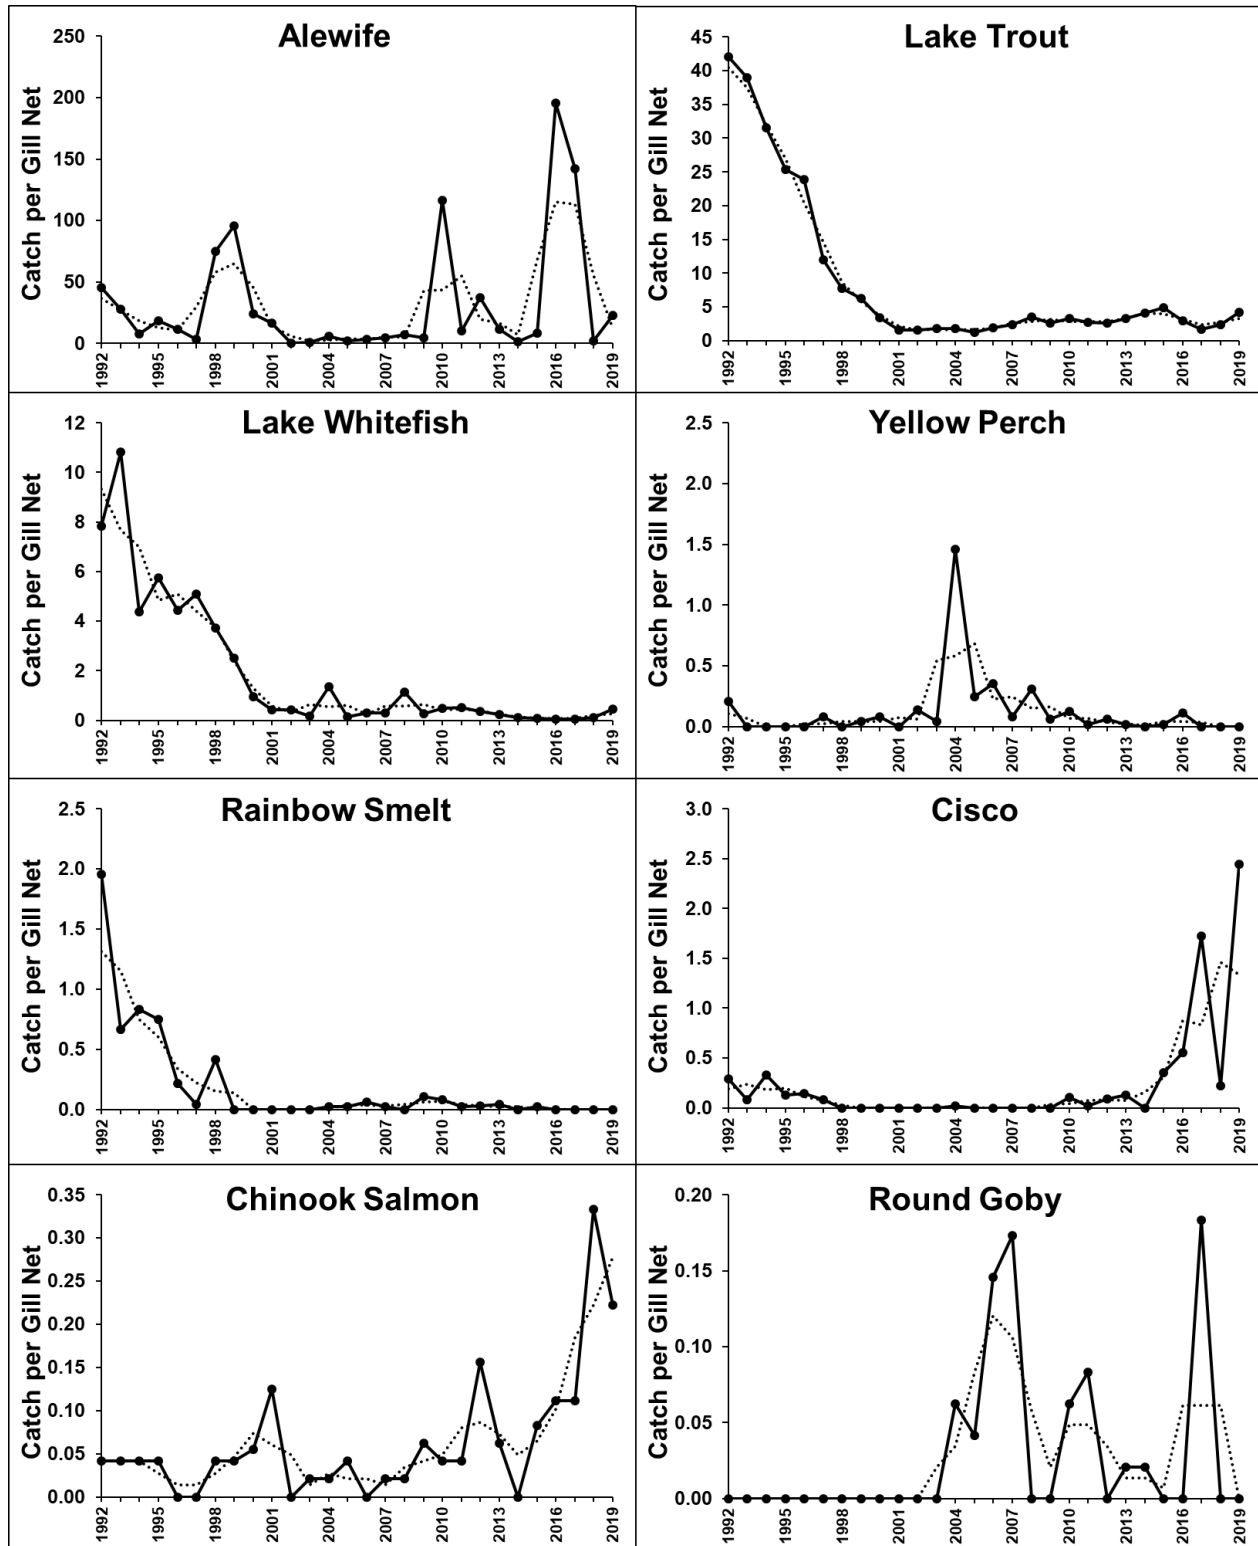 Alewife
Catch per Gill Net
250
200
150
100
50
0
1992 1995 1998 2001 2004 2007 2010 2013 2016 2019
Lake Trout
Catch per Gill Net
45
40
35
30
25
20
15
10
5
0
1992 1995 1998 2001 2004 2007 2010 2013 2016 2019
Lake Whitefish
Catch per Gill Net
12
10
8
6
4
2
0
1992 1995 1998 2001 2004 2007 2010 2013 2016 2019
Yellow Perch
Catch per Gill Net
2.5
2.0
1.5
1.0
0.5
0.0
1992 1995 1998 2001 2004 2007 2010 2013 2016 2019
Rainbow Smelt
Catch per Gill Net
2.5
2.0
1.5
1.0
0.5
0.0
1992 1995 1998 2001 2004 2007 2010 2013 2016 2019
Cisco
Catch per Gill Net
3.0
2.5
2.0
1.5
1.0
0.5
0.0
1992 1995 1998 2001 2004 2007 2010 2013 2016 2019
Chinook Salmon
Catch per Gill Net
0.35
0.30
0.25
0.20
0.15
0.10
0.05
0.00
1992 1995 1998 2001 2004 2007 2010 2013 2016 2019
Round Goby
Catch per Gill Net
0.20
0.15
0.10
0.05
0.00
1992 1995 1998 2001 2004 2007 2010 2013 2016 2019